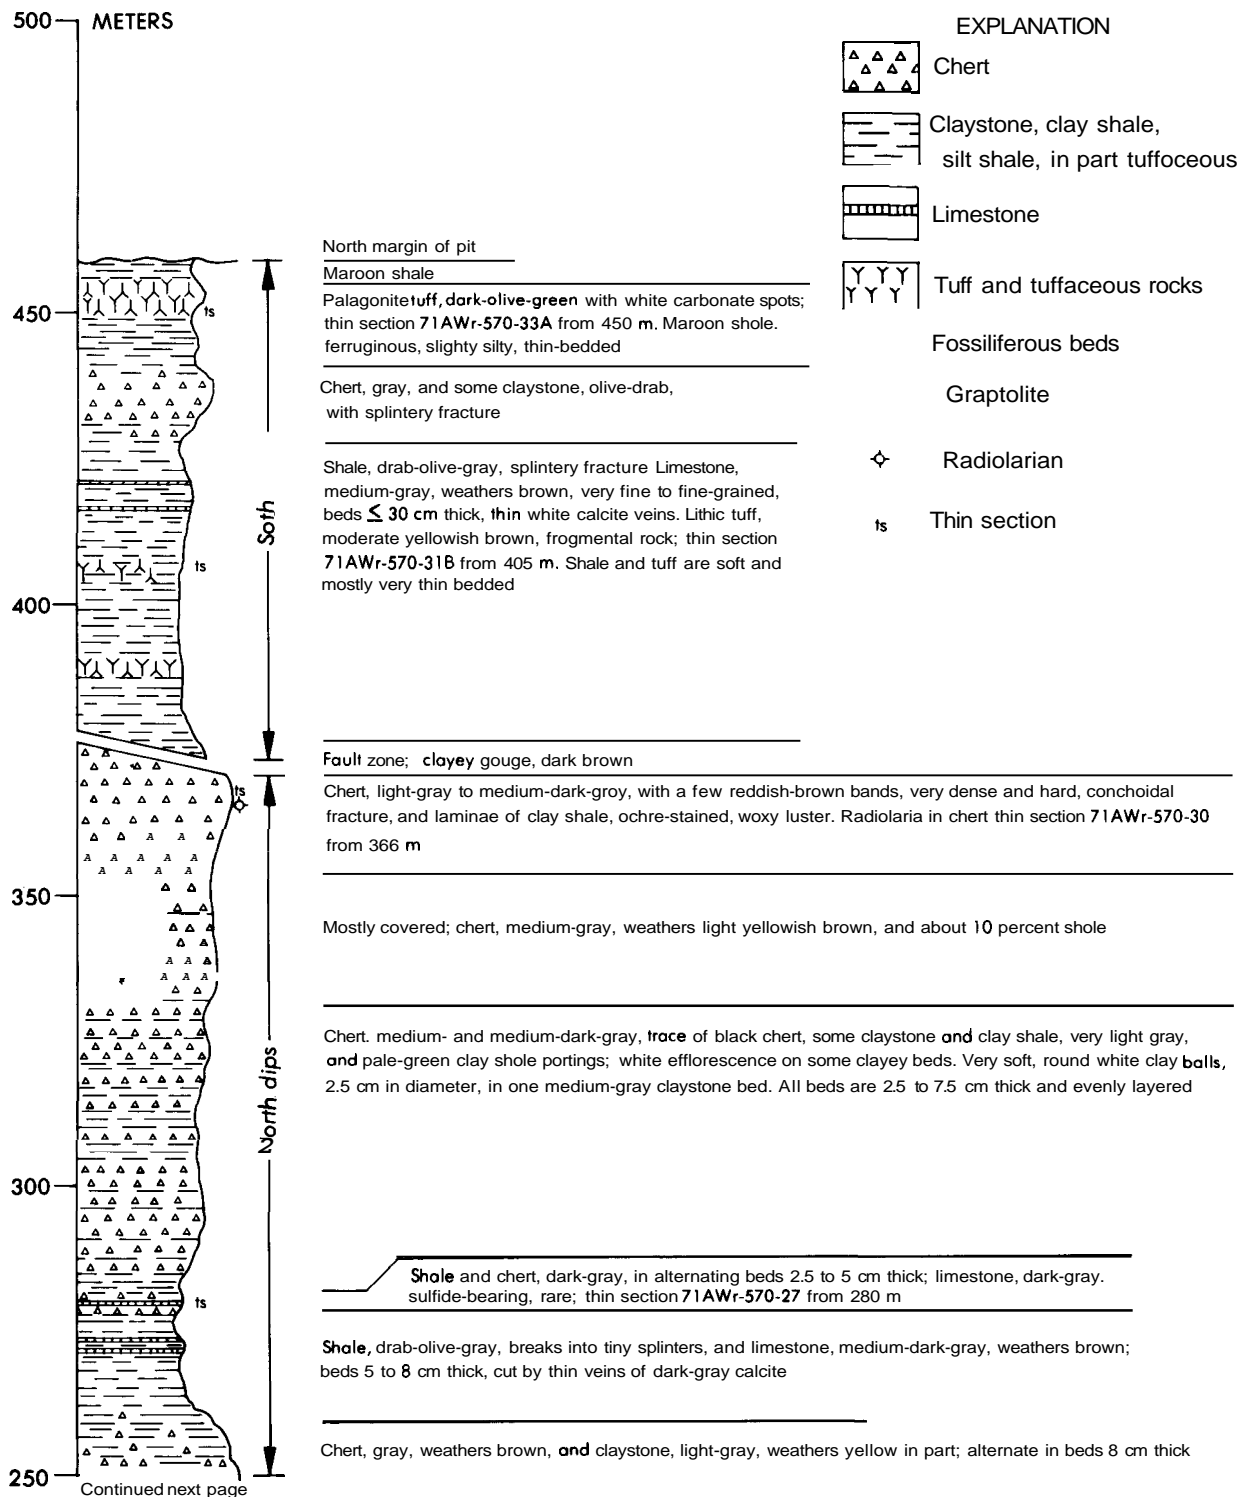 500 METERS
EXPLANATION
Chert
Claystone, clay shale,
silt shale, in part tuffoceous
Limestone
Tuff and tuffaceous rocks
Fossiliferous beds
Graptolite
Radiolarian
ts Thin section
North margin of pit
Maroon shale
450
ts
Palagonite tuff, dark-olive-green with white carbonate spots;
thin section 71AWr-570-33A from 450 m. Maroon shole.
ferruginous, slighty silty, thin-bedded
Chert, gray, and some claystone, olive-drab,
with splintery fracture
Soth
Shale, drab-olive-gray, splintery fracture Limestone,
medium-gray, weathers brown, very fine to fine-grained,
beds ≤ 30 cm thick, thin white calcite veins. Lithic tuff,
moderate yellowish brown, frogmental rock; thin section
71AWr-570-31B from 405 m. Shale and tuff are soft and
mostly very thin bedded
ts
400
Fault zone; clayey gouge, dark brown
ts
Chert, light-gray to medium-dark-groy, with a few reddish-brown bands, very dense and hard, conchoidal
fracture, and laminae of clay shale, ochre-stained, woxy luster. Radiolaria in chert thin section 71AWr-570-30
from 366 m
A A A A
A A A
350
Mostly covered; chert, medium-gray, weathers light yellowish brown, and about 10 percent shole
A A
A A A
North dips
Chert. medium- and medium-dark-gray, trace of black chert, some claystone and clay shale, very light gray,
and pale-green clay shole portings; white efflorescence on some clayey beds. Very soft, round white clay balls,
2.5 cm in diameter, in one medium-gray claystone bed. All beds are 2.5 to 7.5 cm thick and evenly layered
300
Shale and chert, dark-gray, in alternating beds 2.5 to 5 cm thick; limestone, dark-gray.
sulfide-bearing, rare; thin section 71AWr-570-27 from 280 m
ts
Shale, drab-olive-gray, breaks into tiny splinters, and limestone, medium-dark-gray, weathers brown;
beds 5 to 8 cm thick, cut by thin veins of dark-gray calcite
Chert, gray, weathers brown, and claystone, light-gray, weathers yellow in part; alternate in beds 8 cm thick
250
Continued next page